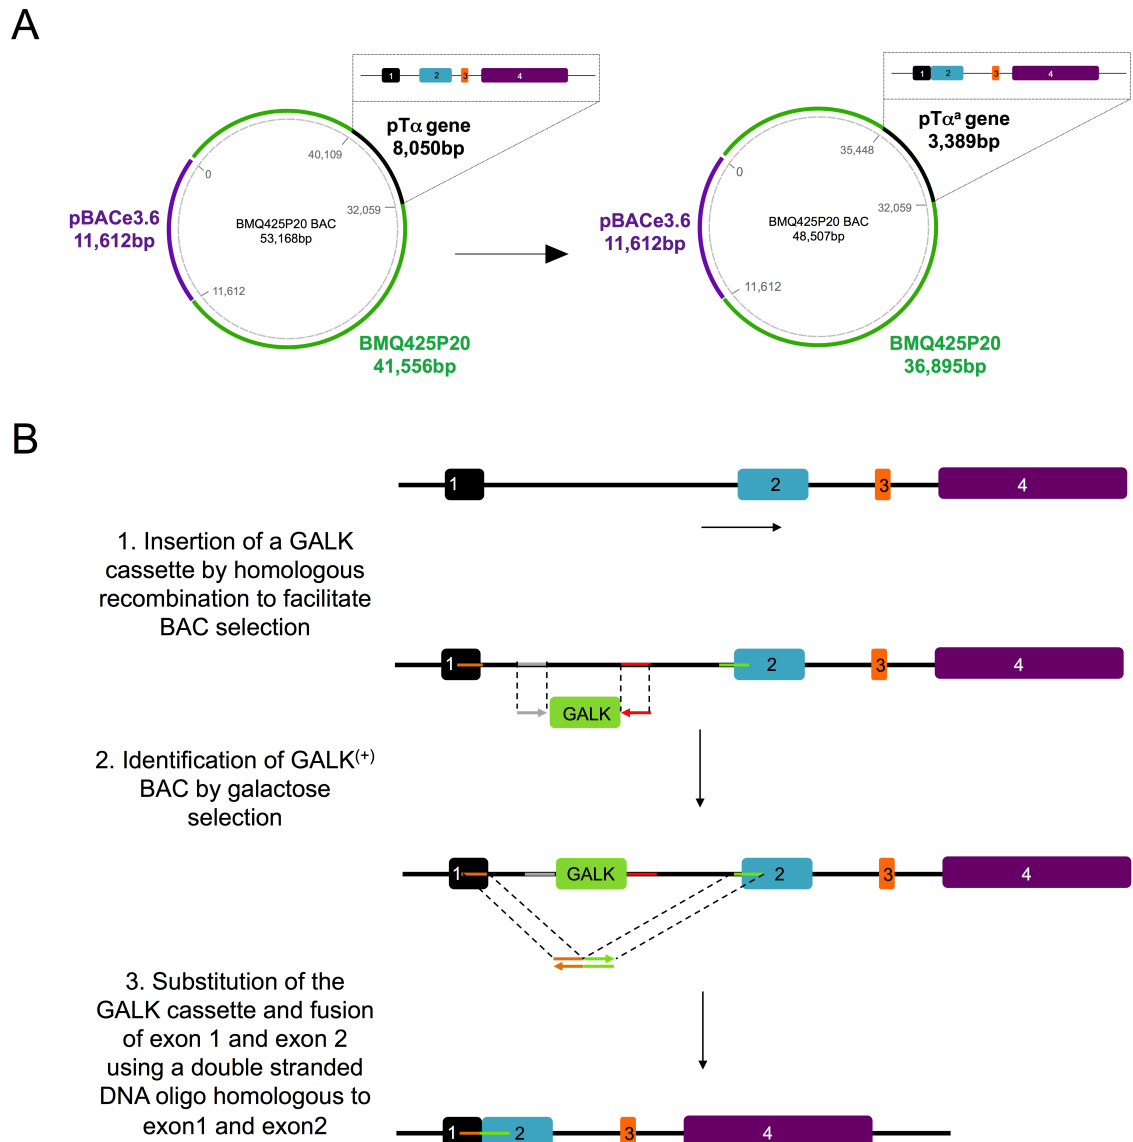 A
1 2 3 4
pTα gene
8,050bp
40,109
0
32,059
BMQ425P20 BAC
53,168bp
pBACe3.6
11,612bp
11,612
BMQ425P20
41,556bp
1 2 3 4
pTαª gene
3,389bp
35,448
0
32,059
BMQ425P20 BAC
48,507bp
pBACe3.6
11,612bp
11,612
BMQ425P20
36,895bp
B
1 2 3 4
1. Insertion of a GALK
cassette by homologous
recombination to facilitate
BAC selection
1 2 3 4
GALK
2. Identification of GALK(+)
BAC by galactose
selection
1 GALK 2 3 4
3. Substitution of the
GALK cassette and fusion
of exon 1 and exon 2
using a double stranded
DNA oligo homologous to
exon1 and exon2
1 2 3 4